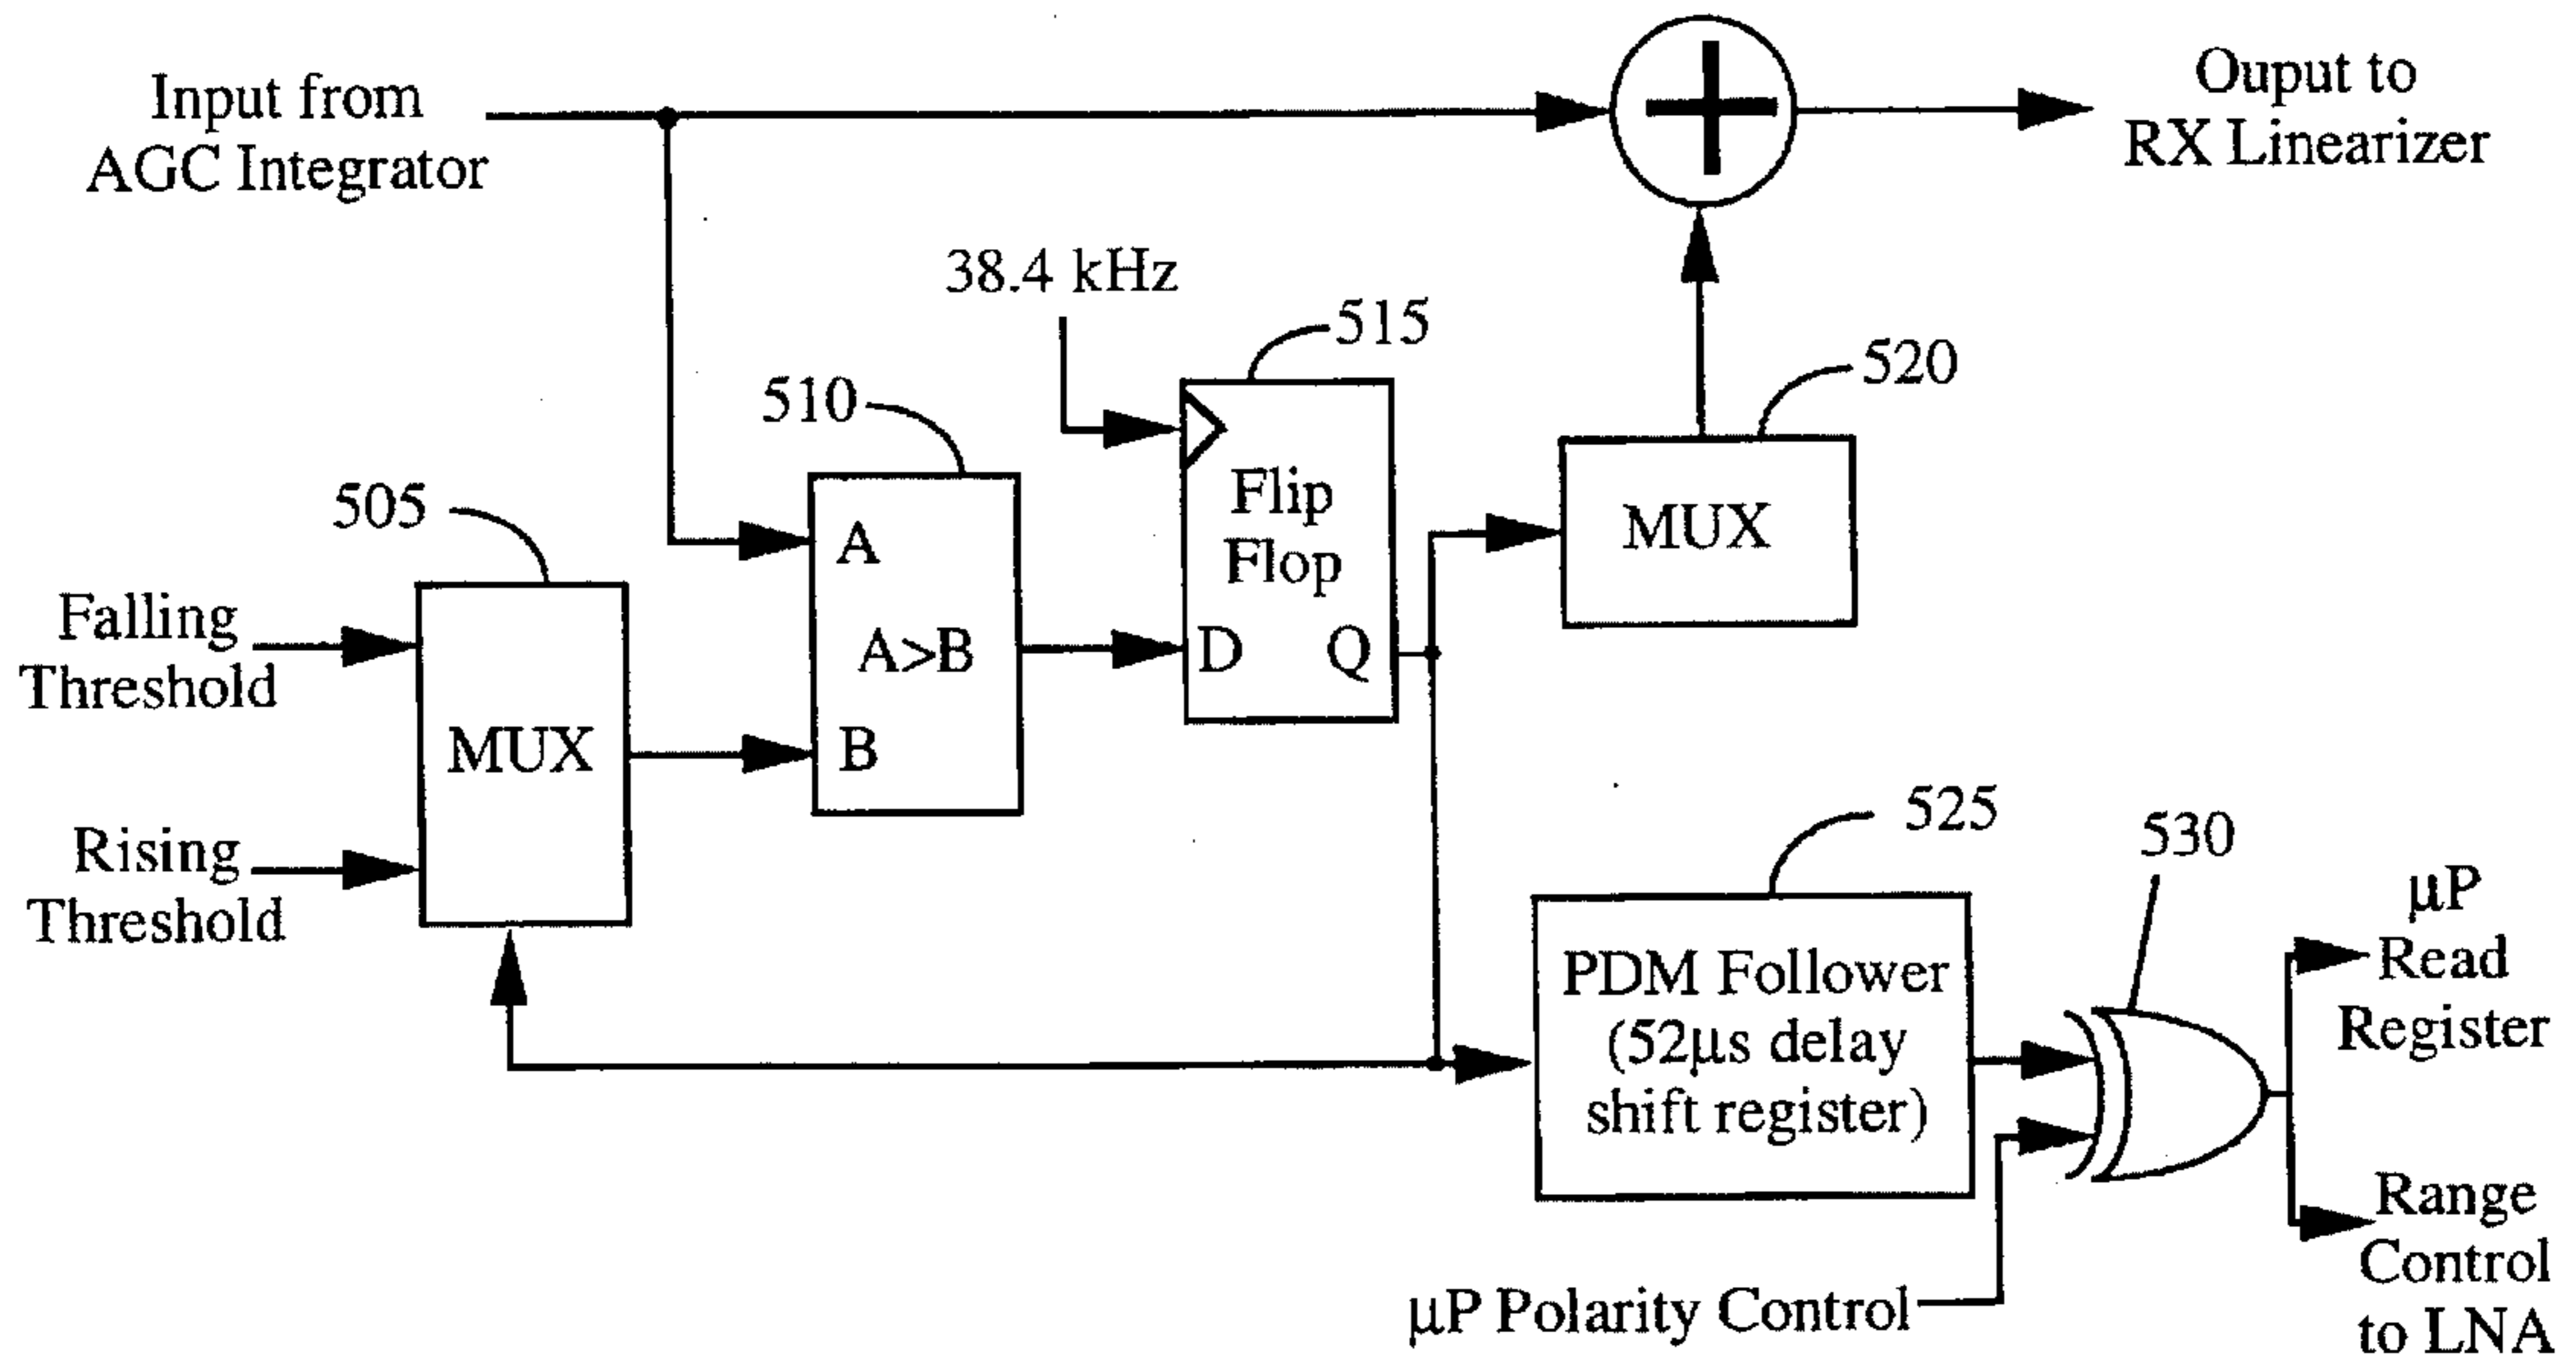 Input from
AGC Integrator
Ouput to
RX Linearizer
38.4 kHz
515
520
510
505
Flip
Flop
D
Q
MUX
A
A>B
B
Falling
Threshold
MUX
Rising
Threshold
525
530
PDM Follower
(52µs delay
shift register)
µP
Read
Register
Range
Control
to LNA
µP Polarity Control